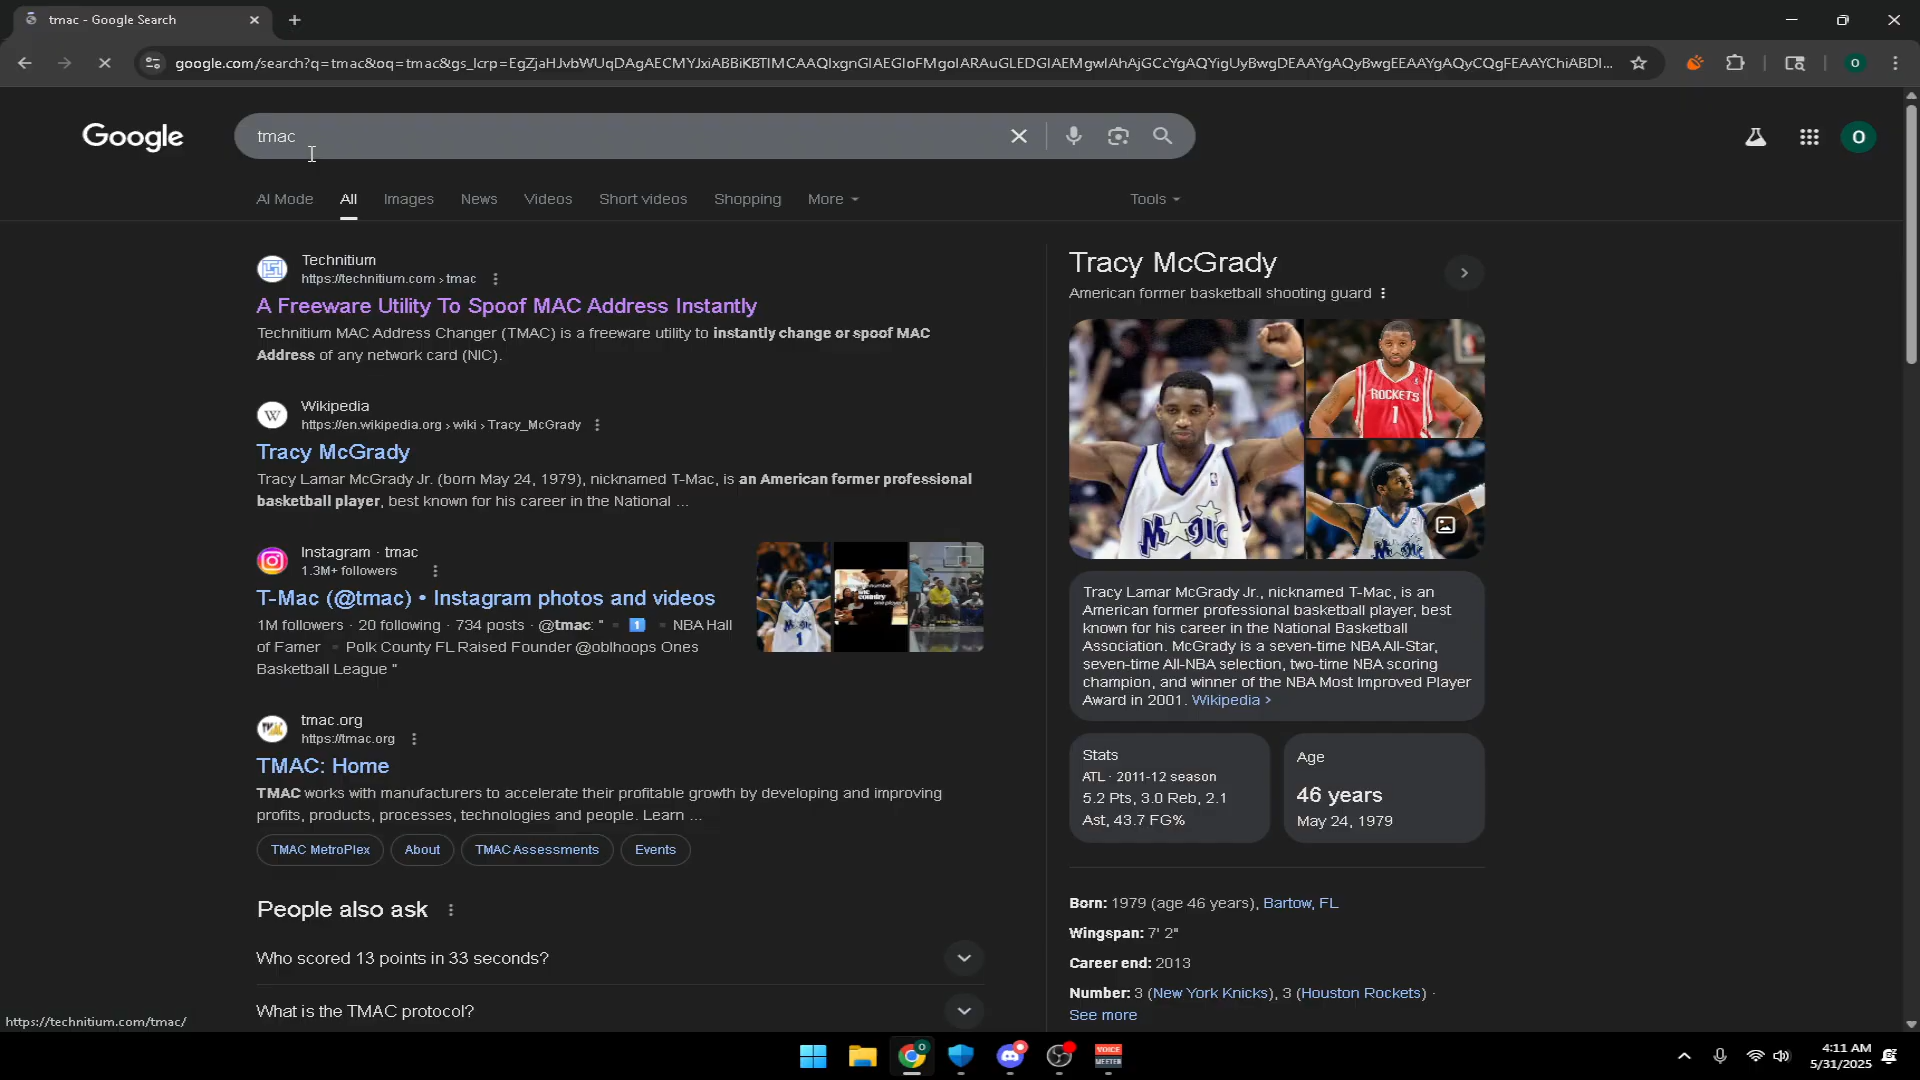 tmac - Google Search
google.com/search?q=tmac&oq=tmac&gs_lcrp=EgZjaHJvbWUqDAgAECMYJxiABBiKBTIMCAAQIxgnGIAEGIoFMgoIARAuGLEDGIAEMgwIAhAjGCcYgAQYigUyBwgDEAAYgAQyBwgEEAAYgAQyCQgFEAAYChiABDI...
O
Google
tmac
O
AI Mode
All
Images
News
Videos
Short videos
Shopping
More
Tools
Technitium
https://technitium.com › tmac
A Freeware Utility To Spoof MAC Address Instantly
Technitium MAC Address Changer (TMAC) is a freeware utility to instantly change or spoof MAC
Address of any network card (NIC).
W
Wikipedia
https://en.wikipedia.org › wiki › Tracy_McGrady
Tracy McGrady
Tracy Lamar McGrady Jr. (born May 24, 1979), nicknamed T-Mac, is an American former professional
basketball player, best known for his career in the National ...
Instagram · tmac
1.3M+ followers
T-Mac (@tmac) • Instagram photos and videos
1M followers · 20 following · 734 posts · @tmac: " 1 NBA Hall
of Famer Polk County FL Raised Founder @oblhoops Ones
Basketball League "
tmac.org
https://tmac.org
TMAC: Home
TMAC works with manufacturers to accelerate their profitable growth by developing and improving
profits, products, processes, technologies and people. Learn ...
TMAC MetroPlex
About
TMAC Assessments
Events
People also ask
Who scored 13 points in 33 seconds?
What is the TMAC protocol?
https://technitium.com/tmac/
Tracy McGrady
American former basketball shooting guard
MAGIC
ROCKETS
1
Tracy Lamar McGrady Jr., nicknamed T-Mac, is an
American former professional basketball player, best
known for his career in the National Basketball
Association. McGrady is a seven-time NBA All-Star,
seven-time All-NBA selection, two-time NBA scoring
champion, and winner of the NBA Most Improved Player
Award in 2001. Wikipedia ›
Stats
ATL · 2011-12 season
5.2 Pts, 3.0 Reb, 2.1
Ast, 43.7 FG%
Age
46 years
May 24, 1979
Born: 1979 (age 46 years), Bartow, FL
Wingspan: 7' 2"
Career end: 2013
Number: 3 (New York Knicks), 3 (Houston Rockets) ·
See more
VOICE
MEETER
4:11 AM
5/31/2025